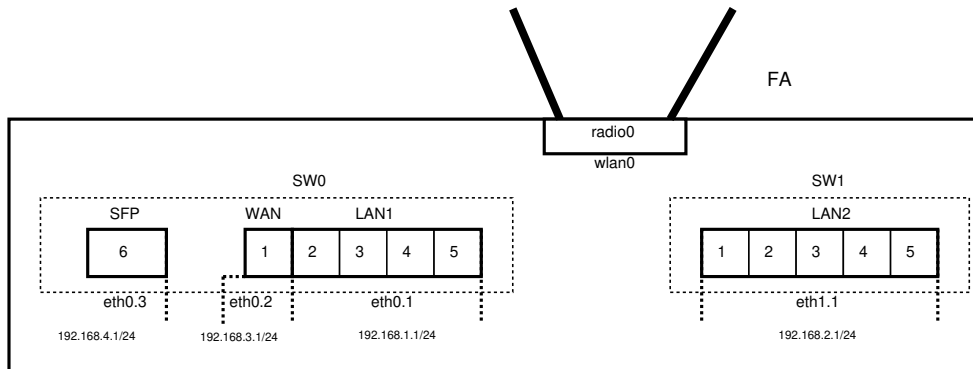 FA
radio0
wlan0
SW0
SW1
SFP
WAN
LAN1
LAN2
6
1 2 3 4 5
1 2 3 4 5
eth0.3
eth0.2
eth0.1
eth1.1
192.168.4.1/24
192.168.3.1/24
192.168.1.1/24
192.168.2.1/24